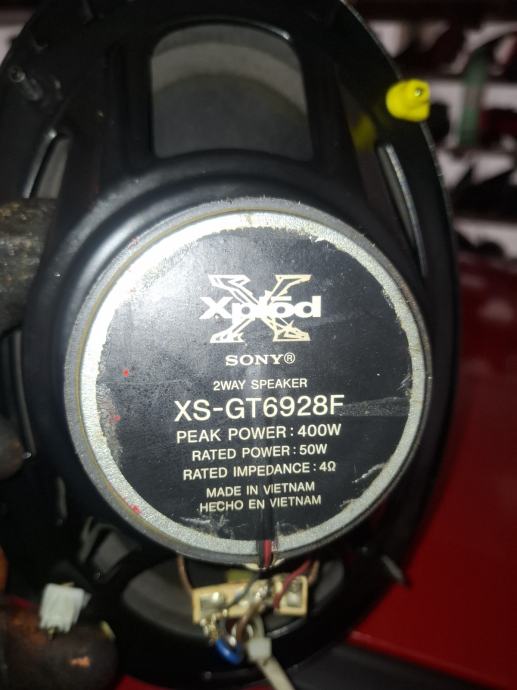 Xplōd
SONY®
2WAY SPEAKER
XS-GT6928F
PEAK POWER : 400W
RATED POWER : 50W
RATED IMPEDANCE : 4Ω
MADE IN VIETNAM
HECHO EN VIETNAM